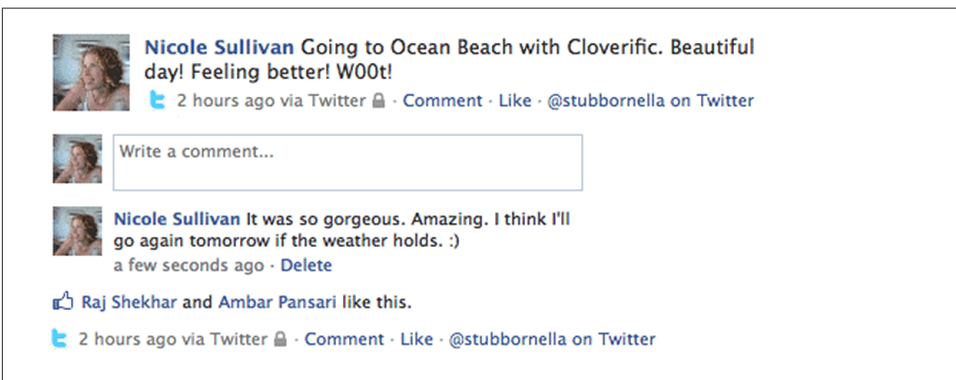 Nicole Sullivan Going to Ocean Beach with Cloverific. Beautiful
day! Feeling better! W00t!
2 hours ago via Twitter · Comment · Like · @stubbornella on Twitter
Write a comment...
Nicole Sullivan It was so gorgeous. Amazing. I think I'll
go again tomorrow if the weather holds. :)
a few seconds ago · Delete
Raj Shekhar and Ambar Pansari like this.
2 hours ago via Twitter · Comment · Like · @stubbornella on Twitter